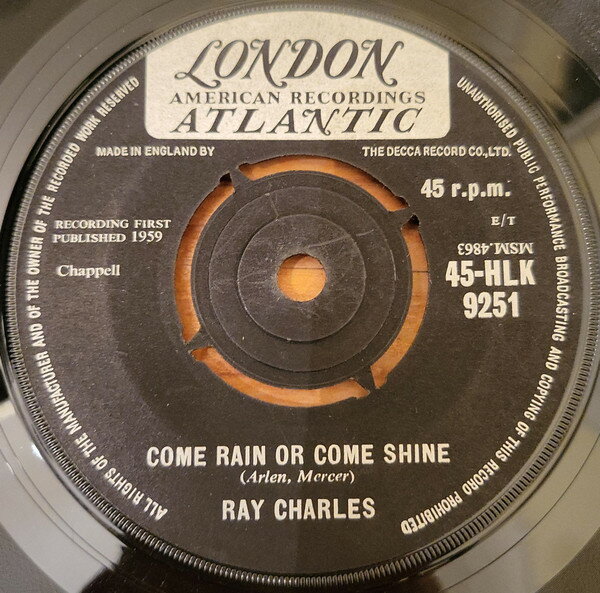 LONDON
AMERICAN RECORDINGS
ATLANTIC
MADE IN ENGLAND BY
THE DECCA RECORD CO., LTD.
45 r.p.m.
RECORDING FIRST
PUBLISHED 1959
E/T
MSM.4863
Chappell
45-HLK
9251
COME RAIN OR COME SHINE
(Arlen, Mercer)
RAY CHARLES
ALL RIGHTS OF THE MANUFACTURER AND OF THE OWNER OF THE RECORDED WORK RESERVED
UNAUTHORISED PUBLIC PERFORMANCE BROADCASTING AND COPYING OF THIS RECORD PROHIBITED